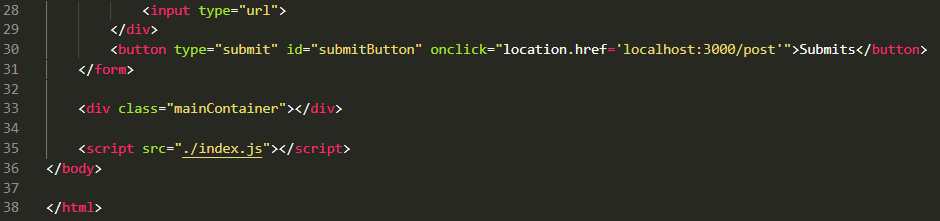 28 <input type="url">
29 </div>
30 <button type="submit" id="submitButton" onclick="location.href='localhost:3000/post'">Submits</button>
31 </form>
32
33 <div class="mainContainer"></div>
34
35 <script src="./index.js"></script>
36 </body>
37
38 </html>